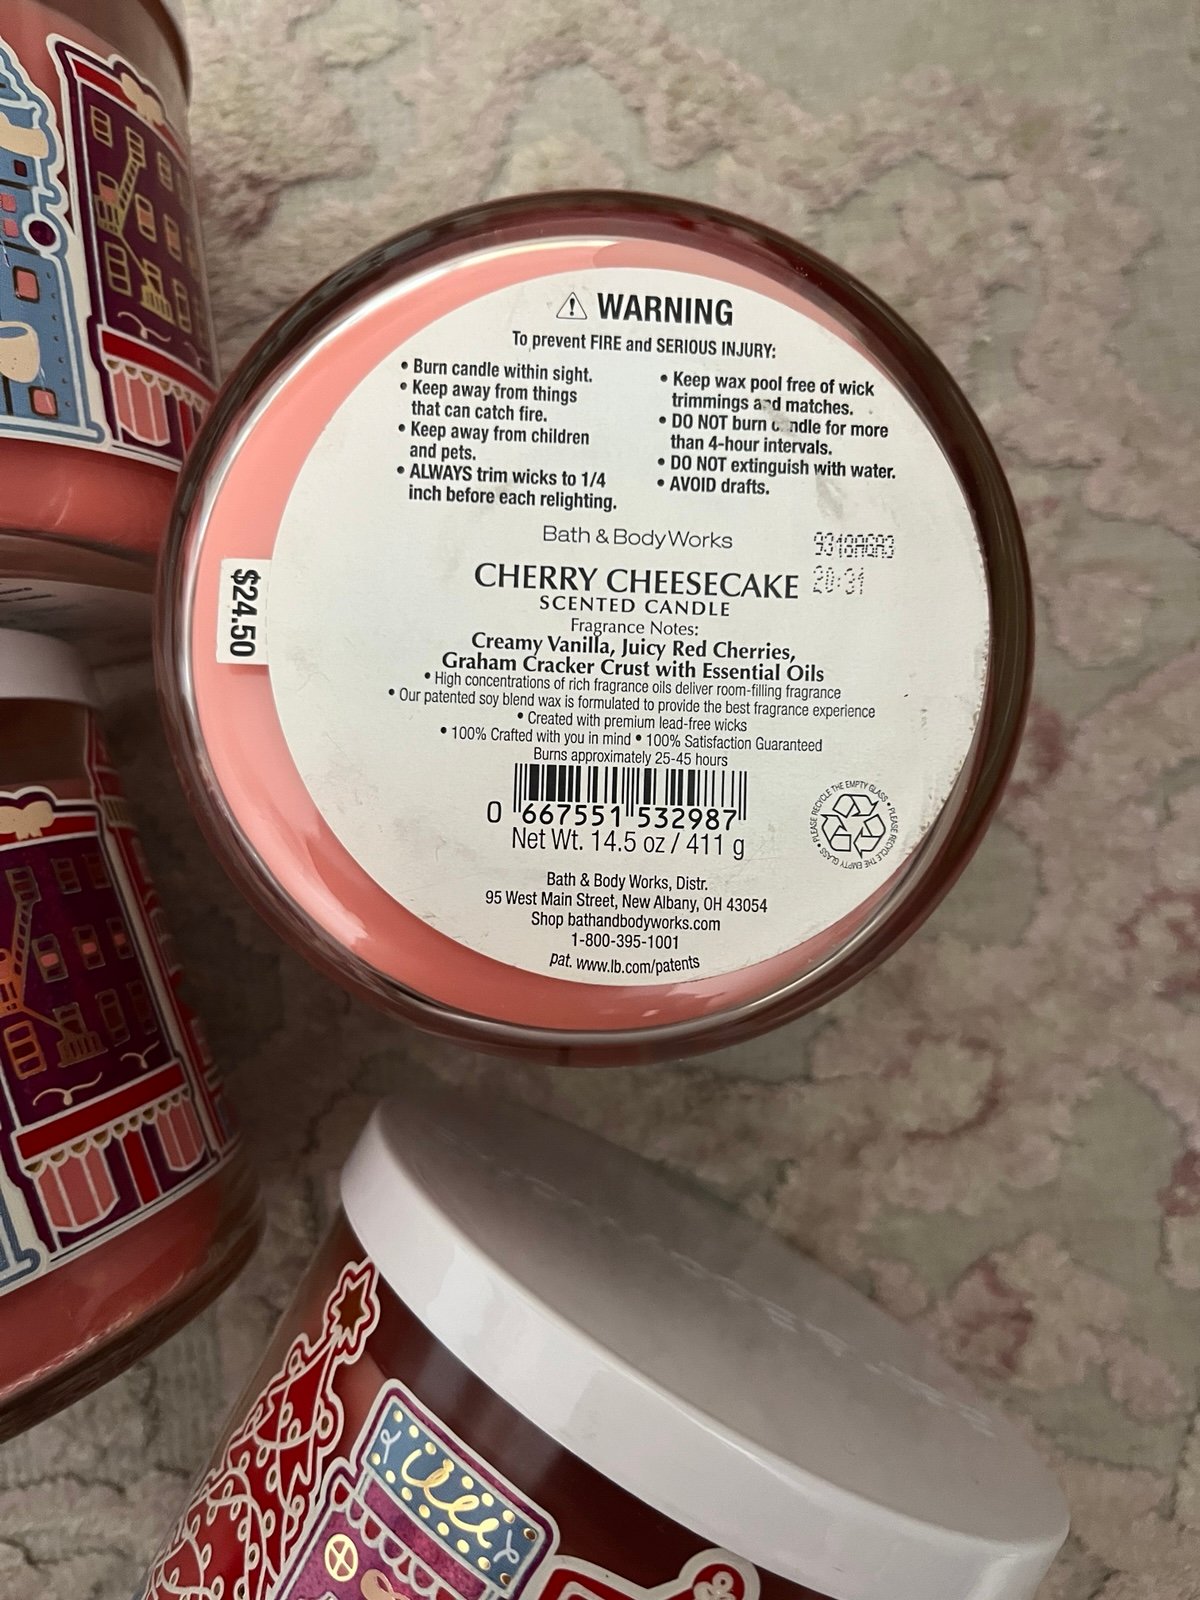 WARNING
To prevent FIRE and SERIOUS INJURY:
• Burn candle within sight.
• Keep away from things
that can catch fire.
• Keep away from children
and pets.
• ALWAYS trim wicks to 1/4
inch before each relighting.
• Keep wax pool free of wick
trimmings and matches.
• DO NOT burn candle for more
than 4-hour intervals.
• DO NOT extinguish with water.
• AVOID drafts.
Bath & Body Works
CHERRY CHEESECAKE
SCENTED CANDLE
20:31
$24.50
Fragrance Notes:
Creamy Vanilla, Juicy Red Cherries,
Graham Cracker Crust with Essential Oils
• High concentrations of rich fragrance oils deliver room-filling fragrance
• Our patented soy blend wax is formulated to provide the best fragrance experience
• Created with premium lead-free wicks
• 100% Crafted with you in mind • 100% Satisfaction Guaranteed
Burns approximately 25-45 hours
0 667551 532987
Net Wt. 14.5 oz / 411 g
PLEASE RECYCLE THE EMPTY GLASS • PLEASE RECYCLE THE EMPTY GLASS •
Bath & Body Works, Distr.
95 West Main Street, New Albany, OH 43054
Shop bathandbodyworks.com
1-800-395-1001
pat. www.lb.com/patents